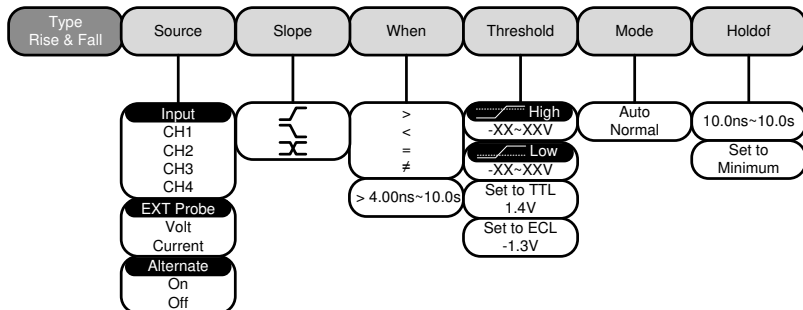 Type
Rise & Fall
Source
Slope
When
Threshold
Mode
Holdof
Input
CH1
CH2
CH3
CH4
EXT Probe
Volt
Current
Alternate
On
Off
>
<
=
≠
> 4.00ns~10.0s
High
-XX~XXV
Low
-XX~XXV
Set to TTL
1.4V
Set to ECL
-1.3V
Auto
Normal
10.0ns~10.0s
Set to
Minimum